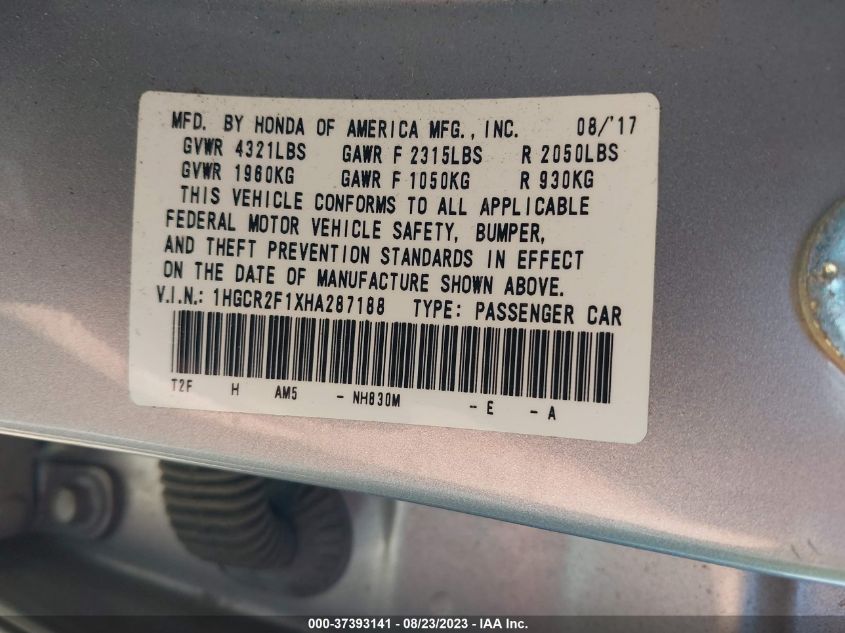 MFD. BY HONDA OF AMERICA MFG., INC. 08/'17
GVWR 4321LBS GAWR F 2315LBS R 2050LBS
GVWR 1960KG GAWR F 1050KG R 930KG
THIS VEHICLE CONFORMS TO ALL APPLICABLE
FEDERAL MOTOR VEHICLE SAFETY, BUMPER,
AND THEFT PREVENTION STANDARDS IN EFFECT
ON THE DATE OF MANUFACTURE SHOWN ABOVE.
V.I.N.: 1HGCR2F1XHA287188 TYPE: PASSENGER CAR
T2F H AM5 - NH830M - E - A
000-37393141 - 08/23/2023 - IAA Inc.